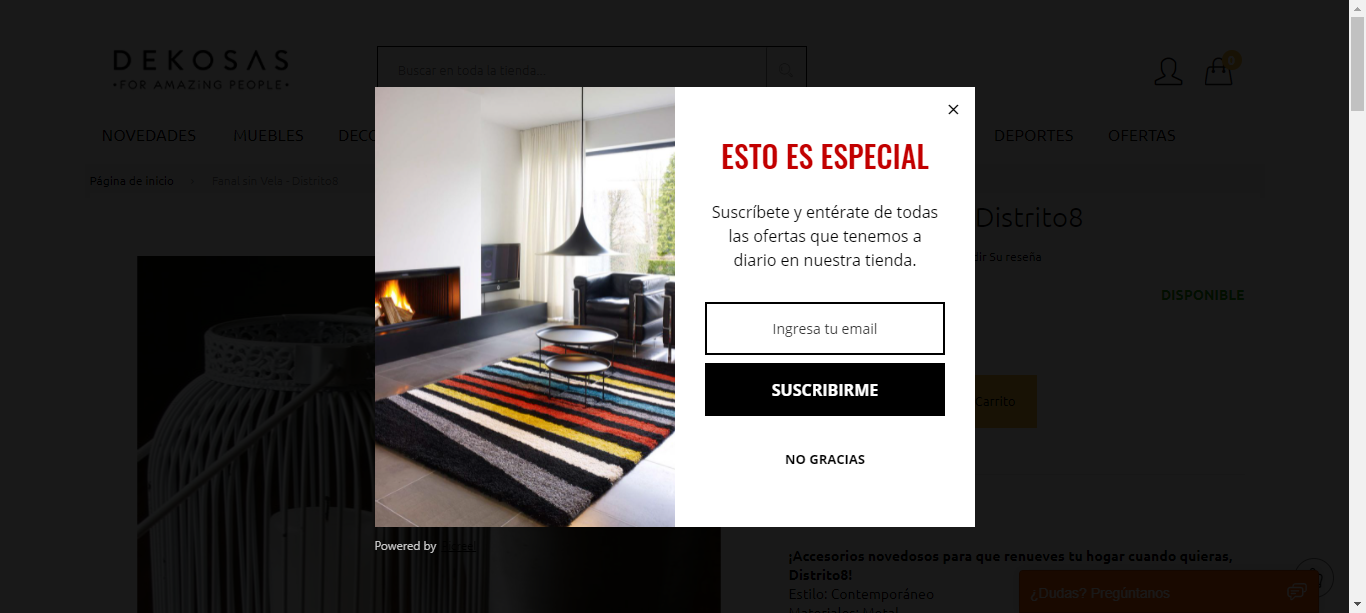 DEKOSAS
•FOR AMAZING PEOPLE•
Buscar en toda la tienda...
0
NOVEDADES MUEBLES DECO DEPORTES OFERTAS
Página de inicio › Fanal sin Vela - Distrito8
Distrito8
dir Su reseña
DISPONIBLE
Carrito
×
ESTO ES ESPECIAL
Suscríbete y entérate de todas
las ofertas que tenemos a
diario en nuestra tienda.
Ingresa tu email
SUSCRIBIRME
NO GRACIAS
Powered by
¡Accesorios novedosos para que renueves tu hogar cuando quieras,
Distrito8!
Estilo: Contemporáneo
Materiales: Metal
¿Dudas? Pregúntanos